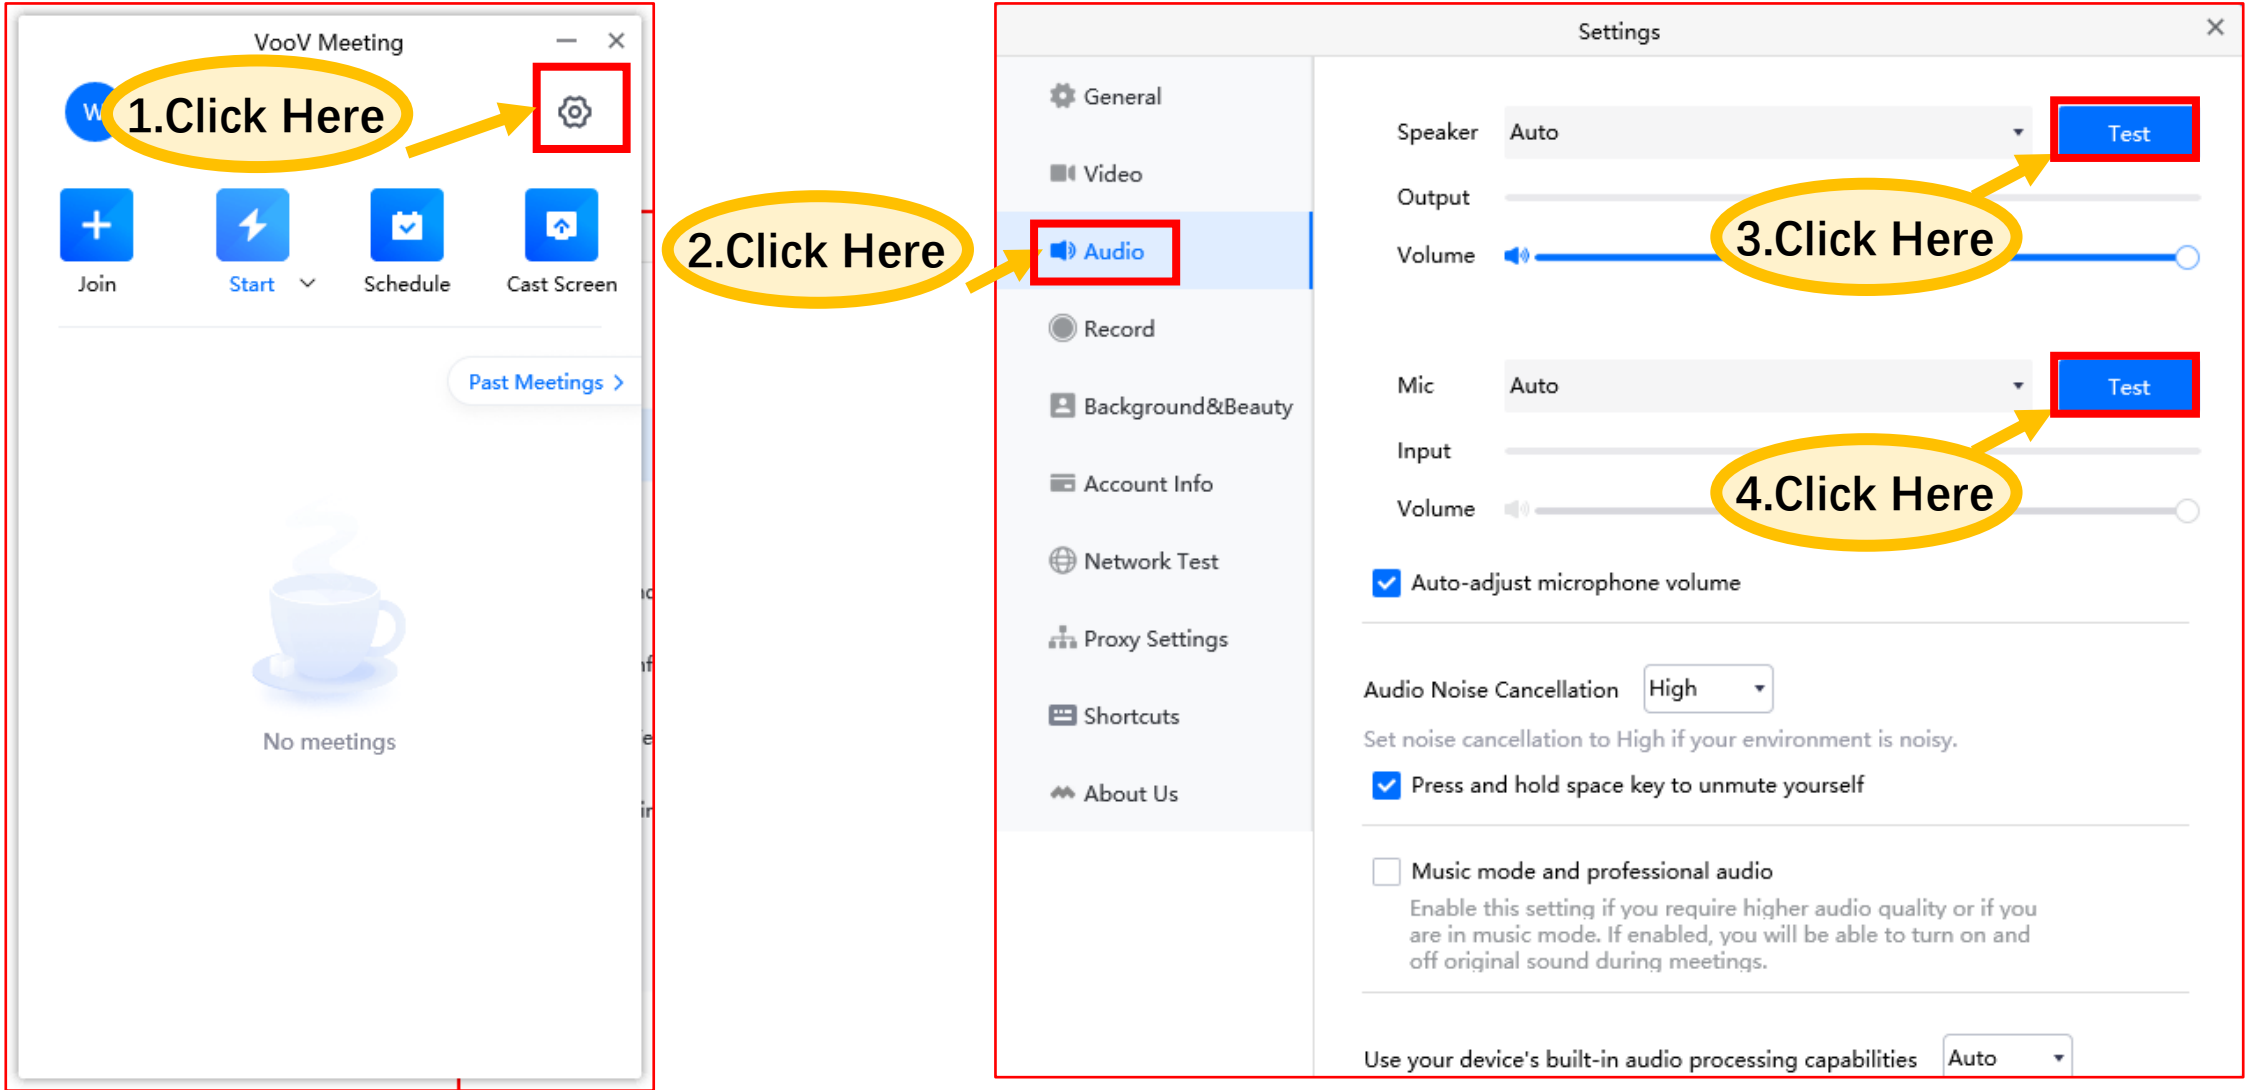 VooV Meeting
W
1.Click Here
Join
Start
Schedule
Cast Screen
Past Meetings
No meetings
2.Click Here
Settings
General
Video
Audio
Record
Background&Beauty
Account Info
Network Test
Proxy Settings
Shortcuts
About Us
Speaker Auto Test
Output
3.Click Here
Volume
Mic Auto Test
Input
4.Click Here
Volume
Auto-adjust microphone volume
Audio Noise Cancellation High
Set noise cancellation to High if your environment is noisy.
Press and hold space key to unmute yourself
Music mode and professional audio
Enable this setting if you require higher audio quality or if you
are in music mode. If enabled, you will be able to turn on and
off original sound during meetings.
Use your device's built-in audio processing capabilities Auto